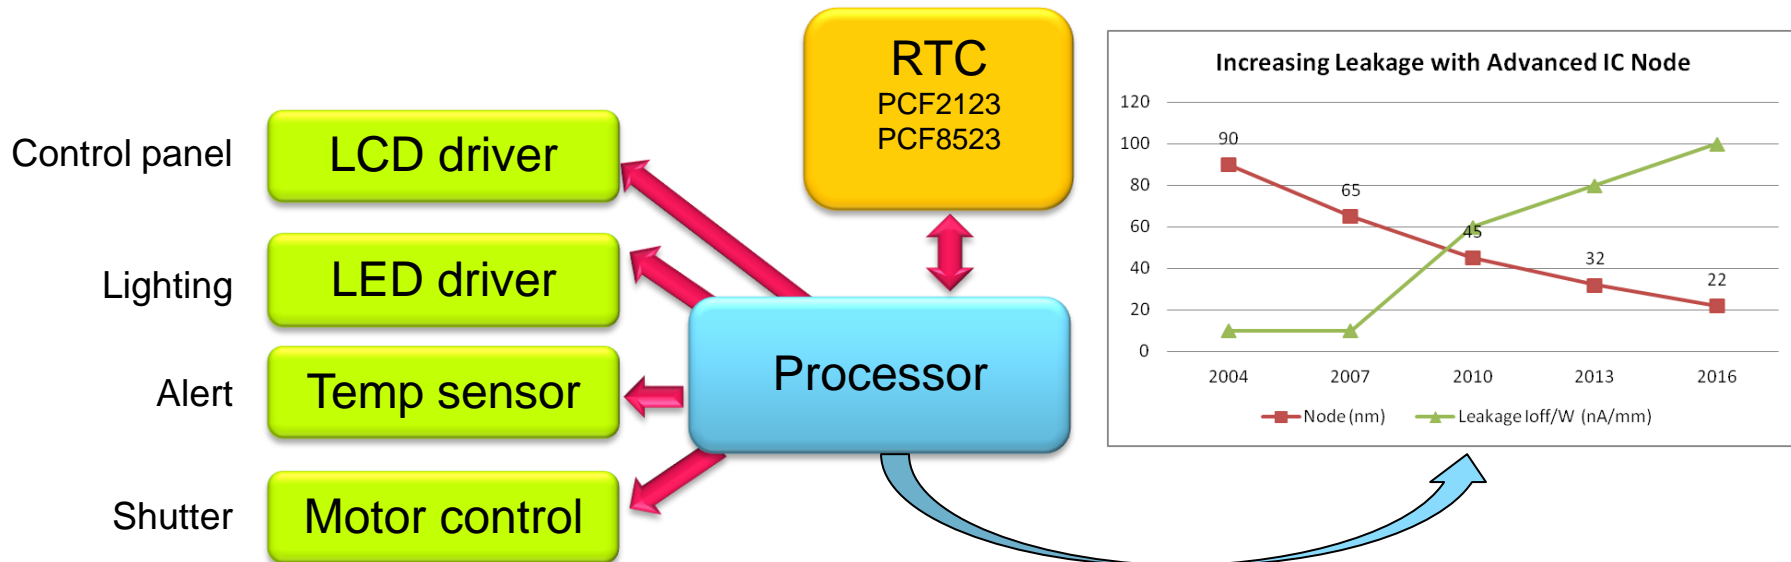 RTC
PCF2123
PCF8523
Control panel
LCD driver
Lighting
LED driver
Alert
Temp sensor
Shutter
Motor control
Processor
Increasing Leakage with Advanced IC Node
120
100
80
60
40
20
0
90
65
45
32
22
2004 2007 2010 2013 2016
Node (nm) Leakage Ioff/W (nA/mm)